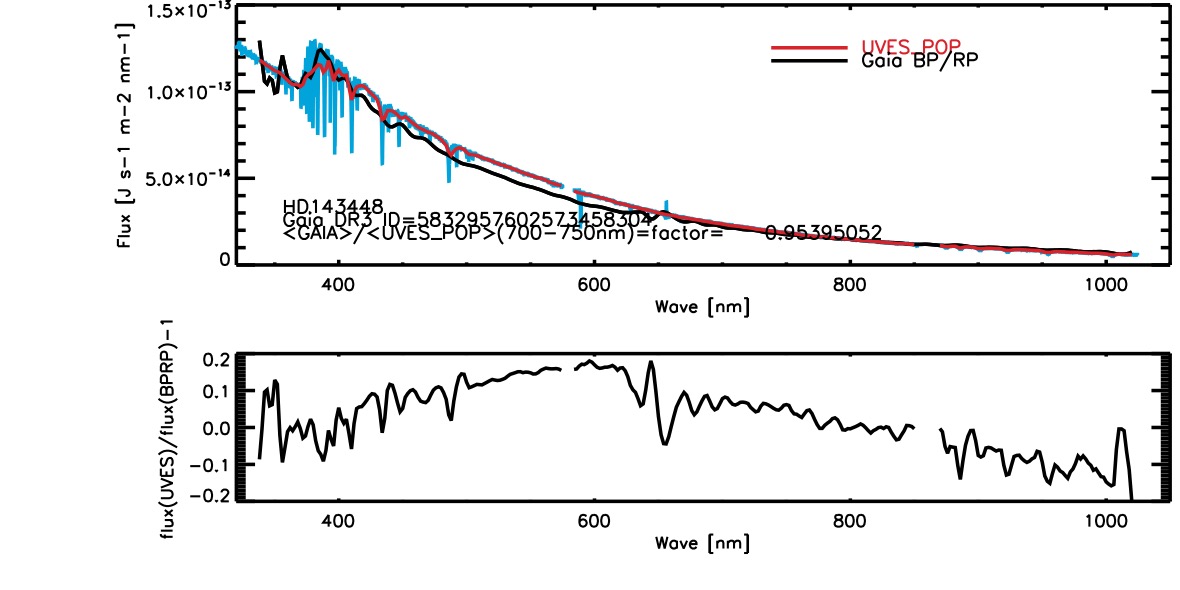 1.5×10−13
1.0×10−13
5.0×10−14
0
Flux [J s−1 m−2 nm−1]
UVES_POP
Gaia BP/RP
HD143448
Gaia DR3 ID=5832957602573458304
<GAIA>/<UVES_POP>(700−750nm)=factor= 0.95395052
400 600 800 1000
Wave [nm]
0.2
0.1
0.0
−0.1
−0.2
flux(UVES)/flux(BPRP)−1
400 600 800 1000
Wave [nm]